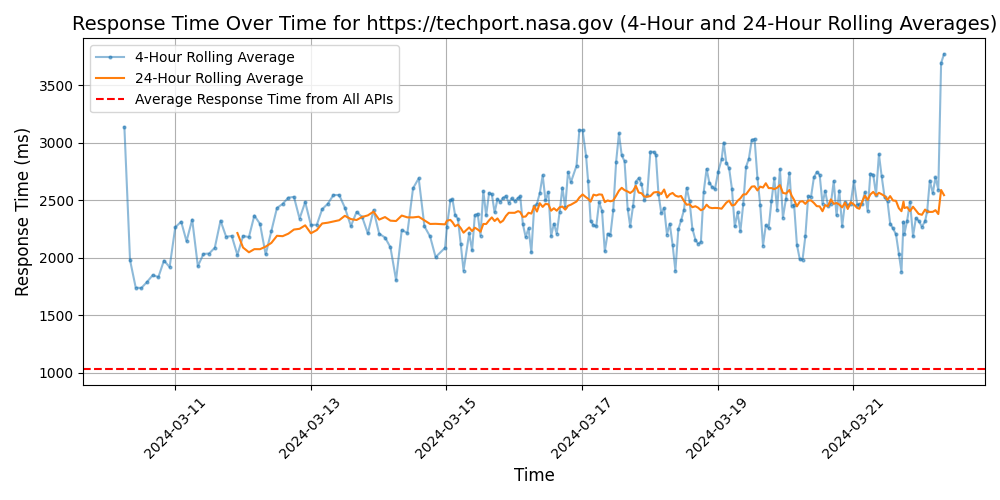 Response Time Over Time for https://techport.nasa.gov (4-Hour and 24-Hour Rolling Averages)
4-Hour Rolling Average
24-Hour Rolling Average
Average Response Time from All APIs
Response Time (ms)
3500
3000
2500
2000
1500
1000
2024-03-11
2024-03-13
2024-03-15
2024-03-17
2024-03-19
2024-03-21
Time